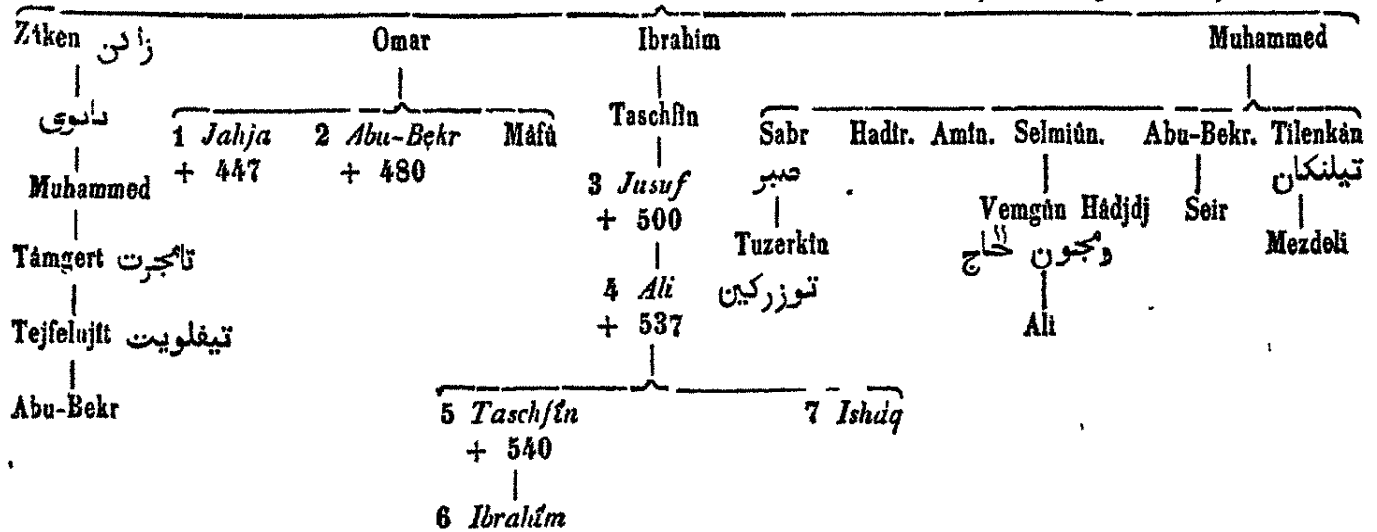 Ziken زاكن Omar Ibrahim Muhammed
Taschfîn
1 Jahja 2 Abu-Bekr Mâfû Sabr Hadîr. Amîn. Selmiûn. Abu-Bekr. Tilenkân
+ 447 + 480 صبر تيلنكان
Muhammed 3 Jusuf
+ 500 Vemgûn Hâdjdj Seir
Tuzerkîn Mezdeli
Tâmgert تامجرت ومجون الحاج
4 Ali توزركين
+ 537 Ali
Tejfelujît تيفلويت
Abu-Bekr 5 Taschfîn 7 Ishâq
+ 540
6 Ibrahîm